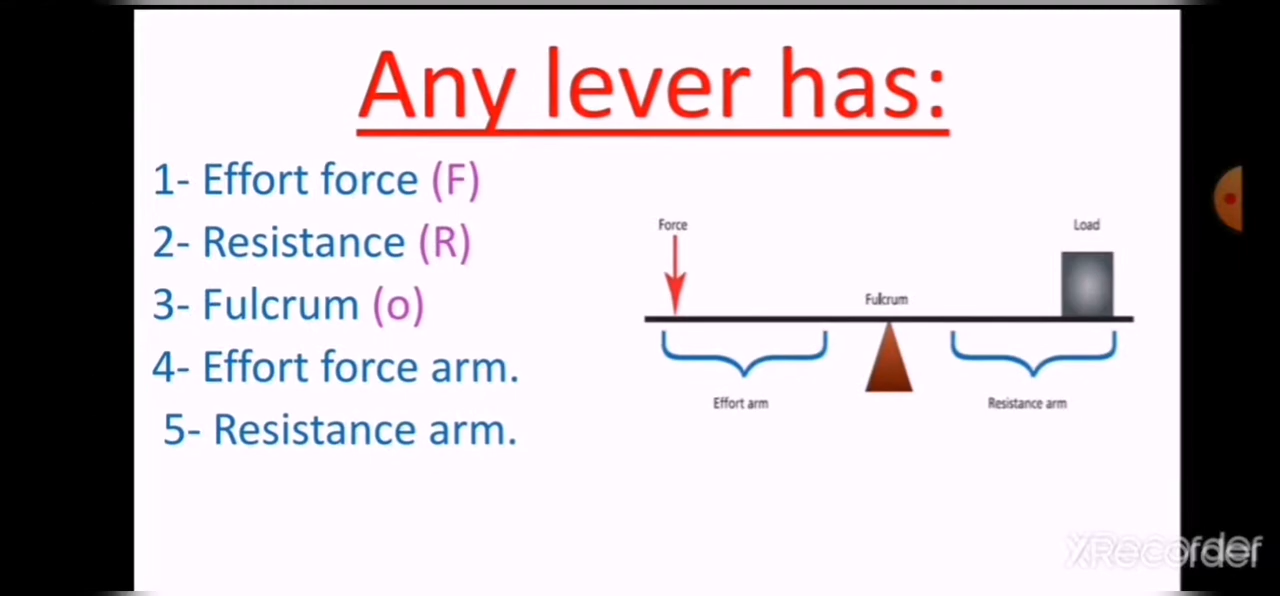 Any lever has:
1- Effort force (F)
2- Resistance (R)
3- Fulcrum (o)
4- Effort force arm.
5- Resistance arm.
Force
Load
Fulcrum
Effort arm
Resistance arm
XRecorder